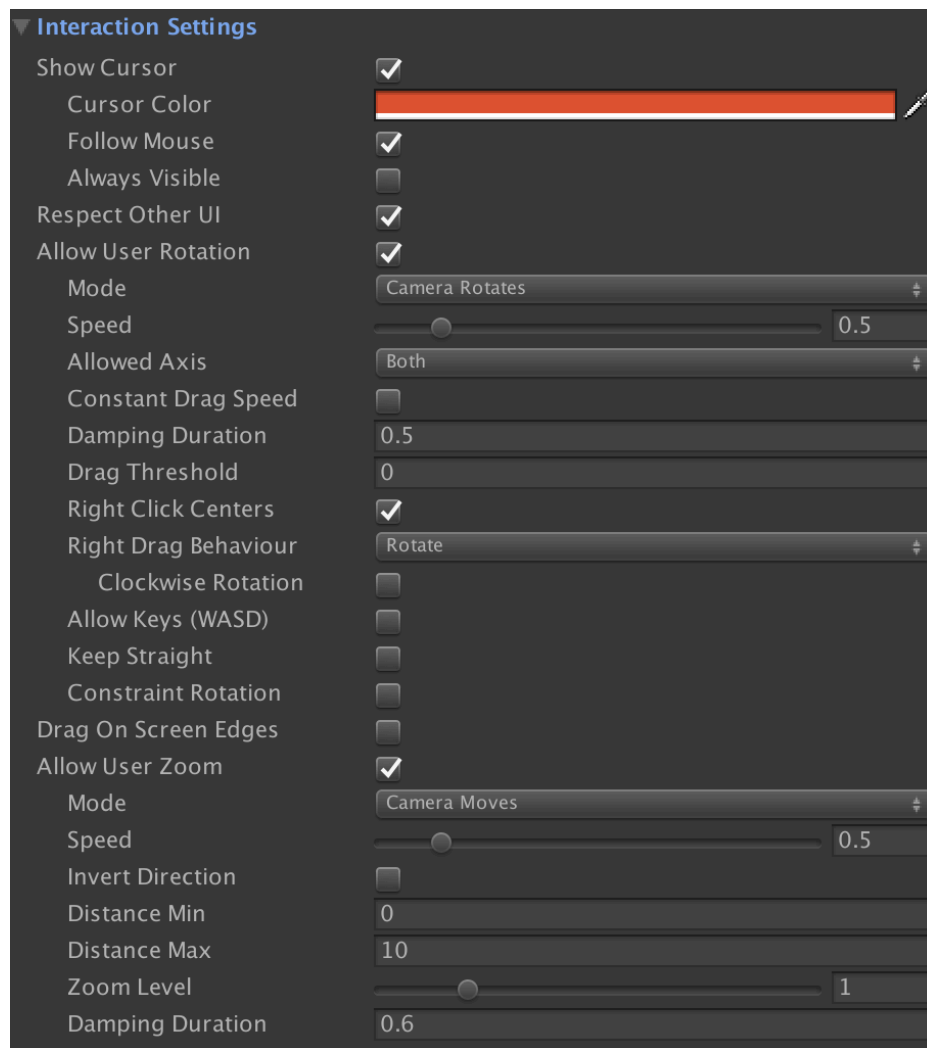 Interaction Settings
Show Cursor
Cursor Color
Follow Mouse
Always Visible
Respect Other UI
Allow User Rotation
Mode Camera Rotates
Speed 0.5
Allowed Axis Both
Constant Drag Speed
Damping Duration 0.5
Drag Threshold 0
Right Click Centers
Right Drag Behaviour Rotate
Clockwise Rotation
Allow Keys (WASD)
Keep Straight
Constraint Rotation
Drag On Screen Edges
Allow User Zoom
Mode Camera Moves
Speed 0.5
Invert Direction
Distance Min 0
Distance Max 10
Zoom Level 1
Damping Duration 0.6